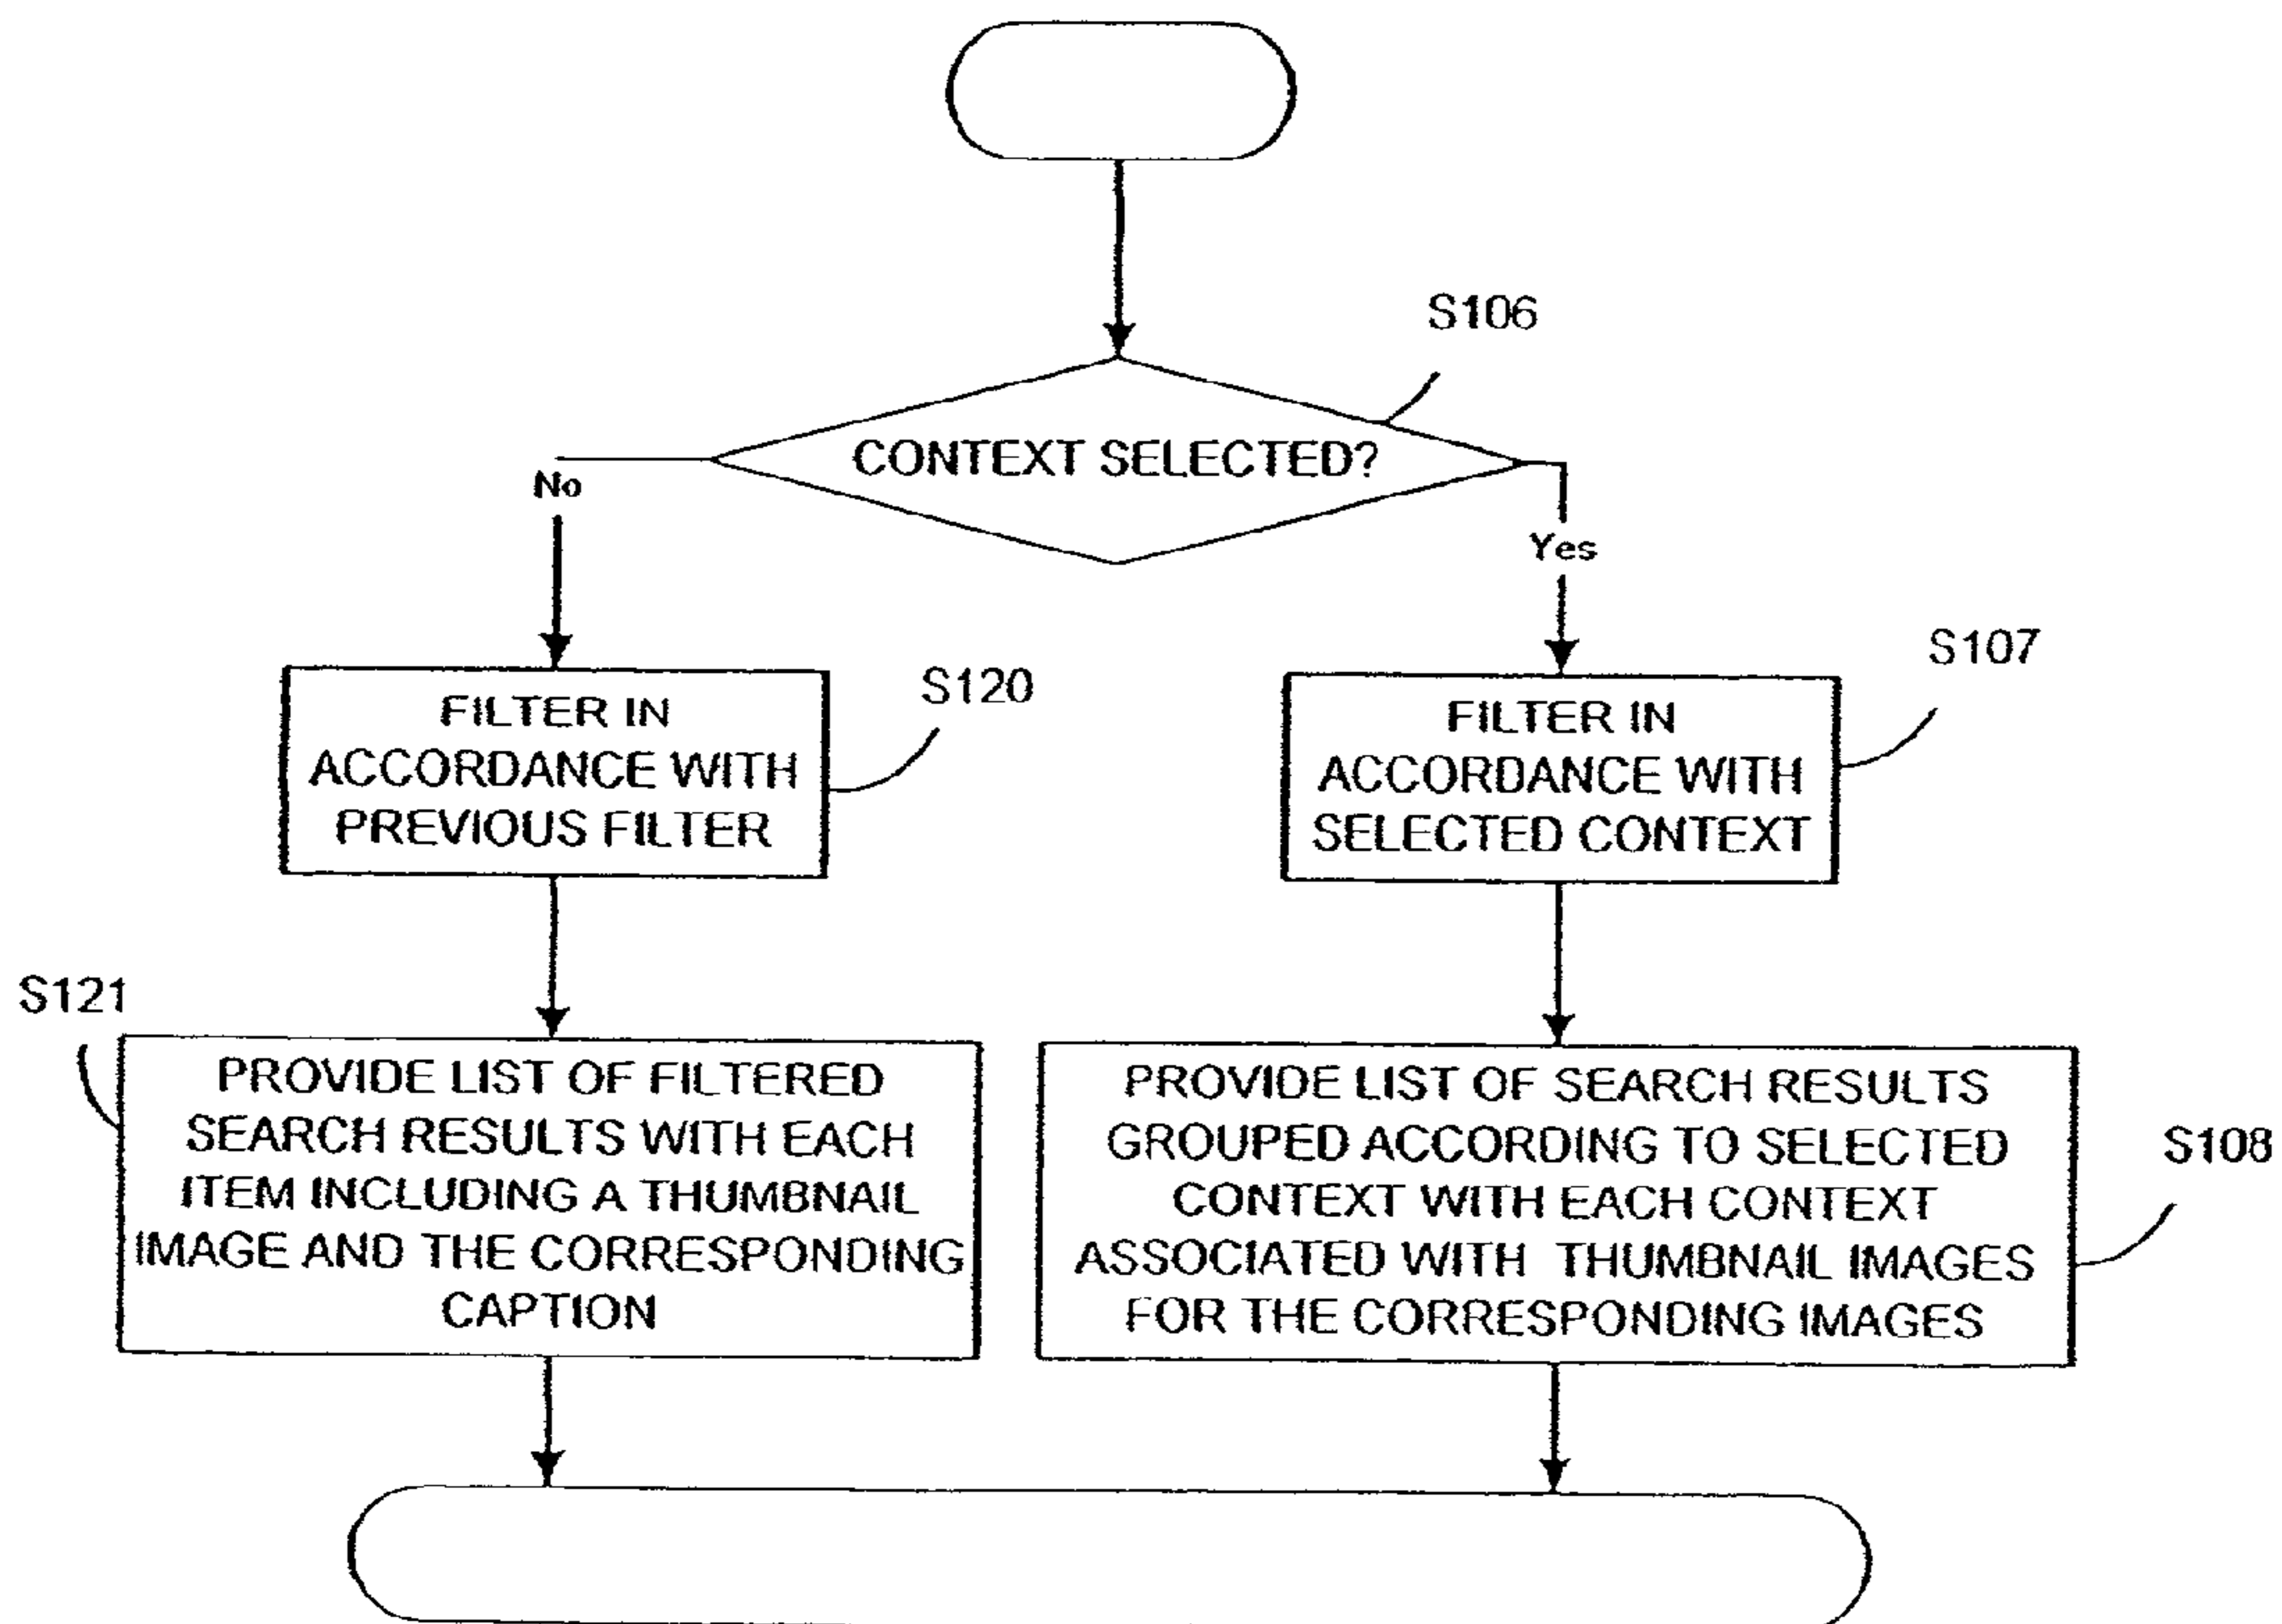 S106
CONTEXT SELECTED?
No
Yes
S120
FILTER IN
ACCORDANCE WITH
PREVIOUS FILTER
S107
FILTER IN
ACCORDANCE WITH
SELECTED CONTEXT
S121
PROVIDE LIST OF FILTERED
SEARCH RESULTS WITH EACH
ITEM INCLUDING A THUMBNAIL
IMAGE AND THE CORRESPONDING
CAPTION
PROVIDE LIST OF SEARCH RESULTS
GROUPED ACCORDING TO SELECTED
CONTEXT WITH EACH CONTEXT
ASSOCIATED WITH THUMBNAIL IMAGES
FOR THE CORRESPONDING IMAGES
S108